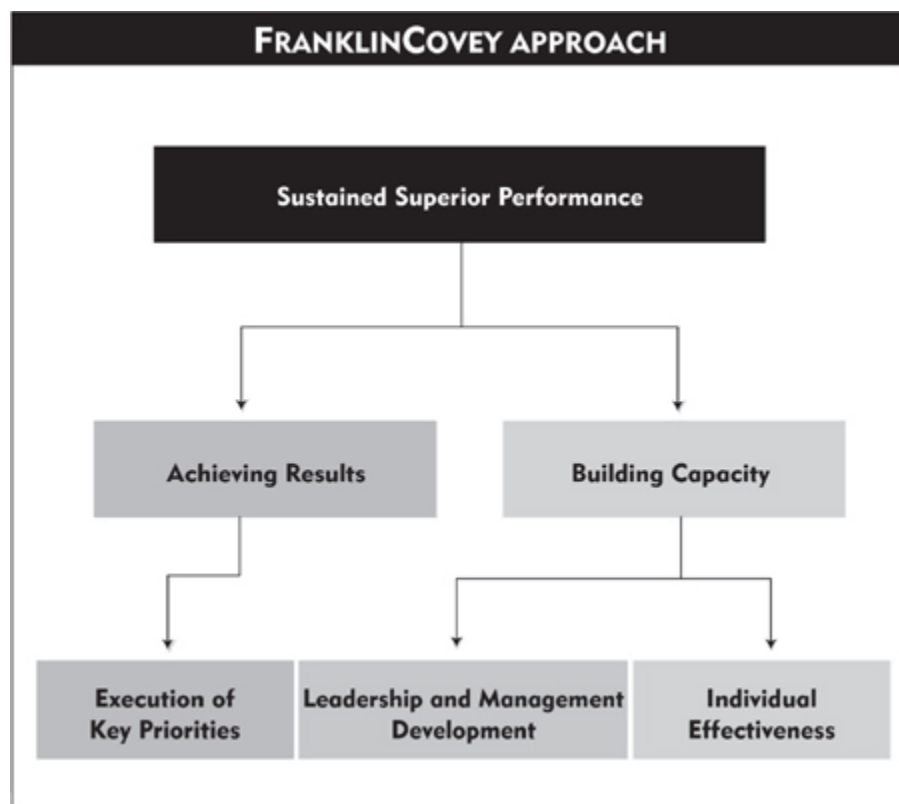 FRANKLINCOVEY APPROACH
Sustained Superior Performance
Achieving Results
Building Capacity
Execution of
Key Priorities
Leadership and Management
Development
Individual
Effectiveness